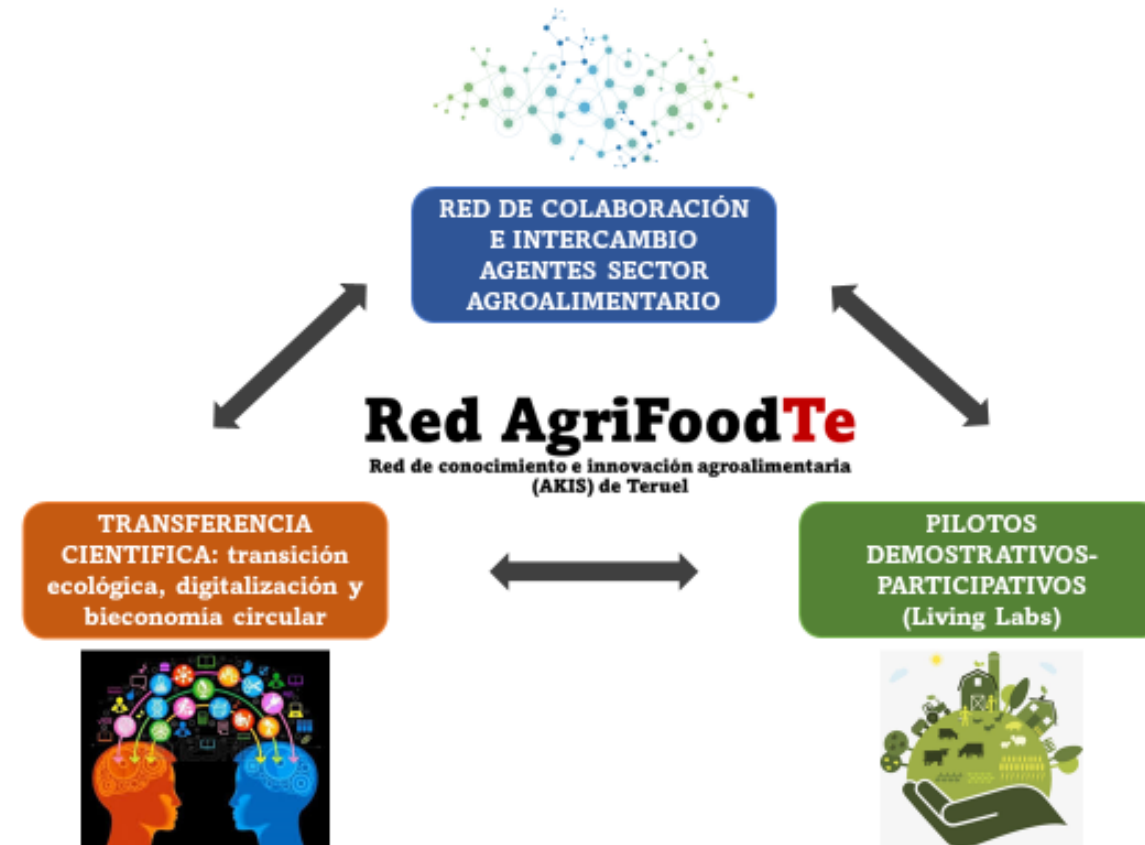 RED DE COLABORACIÓN
E INTERCAMBIO
AGENTES SECTOR
AGROALIMENTARIO
Red AgriFoodTe
Red de conocimiento e innovación agroalimentaria
(AKIS) de Teruel
TRANSFERENCIA
CIENTIFICA: transición
ecológica, digitalización y
bieconomía circular
PILOTOS
DEMOSTRATIVOS-
PARTICIPATIVOS
(Living Labs)